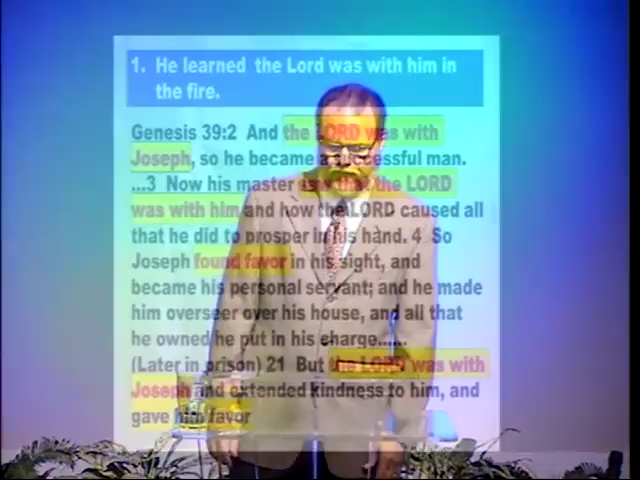 1. He learned the Lord was with him in
the fire.
Genesis 39:2 And the LORD was with
Joseph, so he became a successful man.
...3 Now his master saw that the LORD
was with him and how the LORD caused all
that he did to prosper in his hand. 4 So
Joseph found favor in his sight, and
became his personal servant; and he made
him overseer over his house, and all that
he owned he put in his charge......
(Later in prison) 21 But the LORD was with
Joseph and extended kindness to him, and
gave him favor